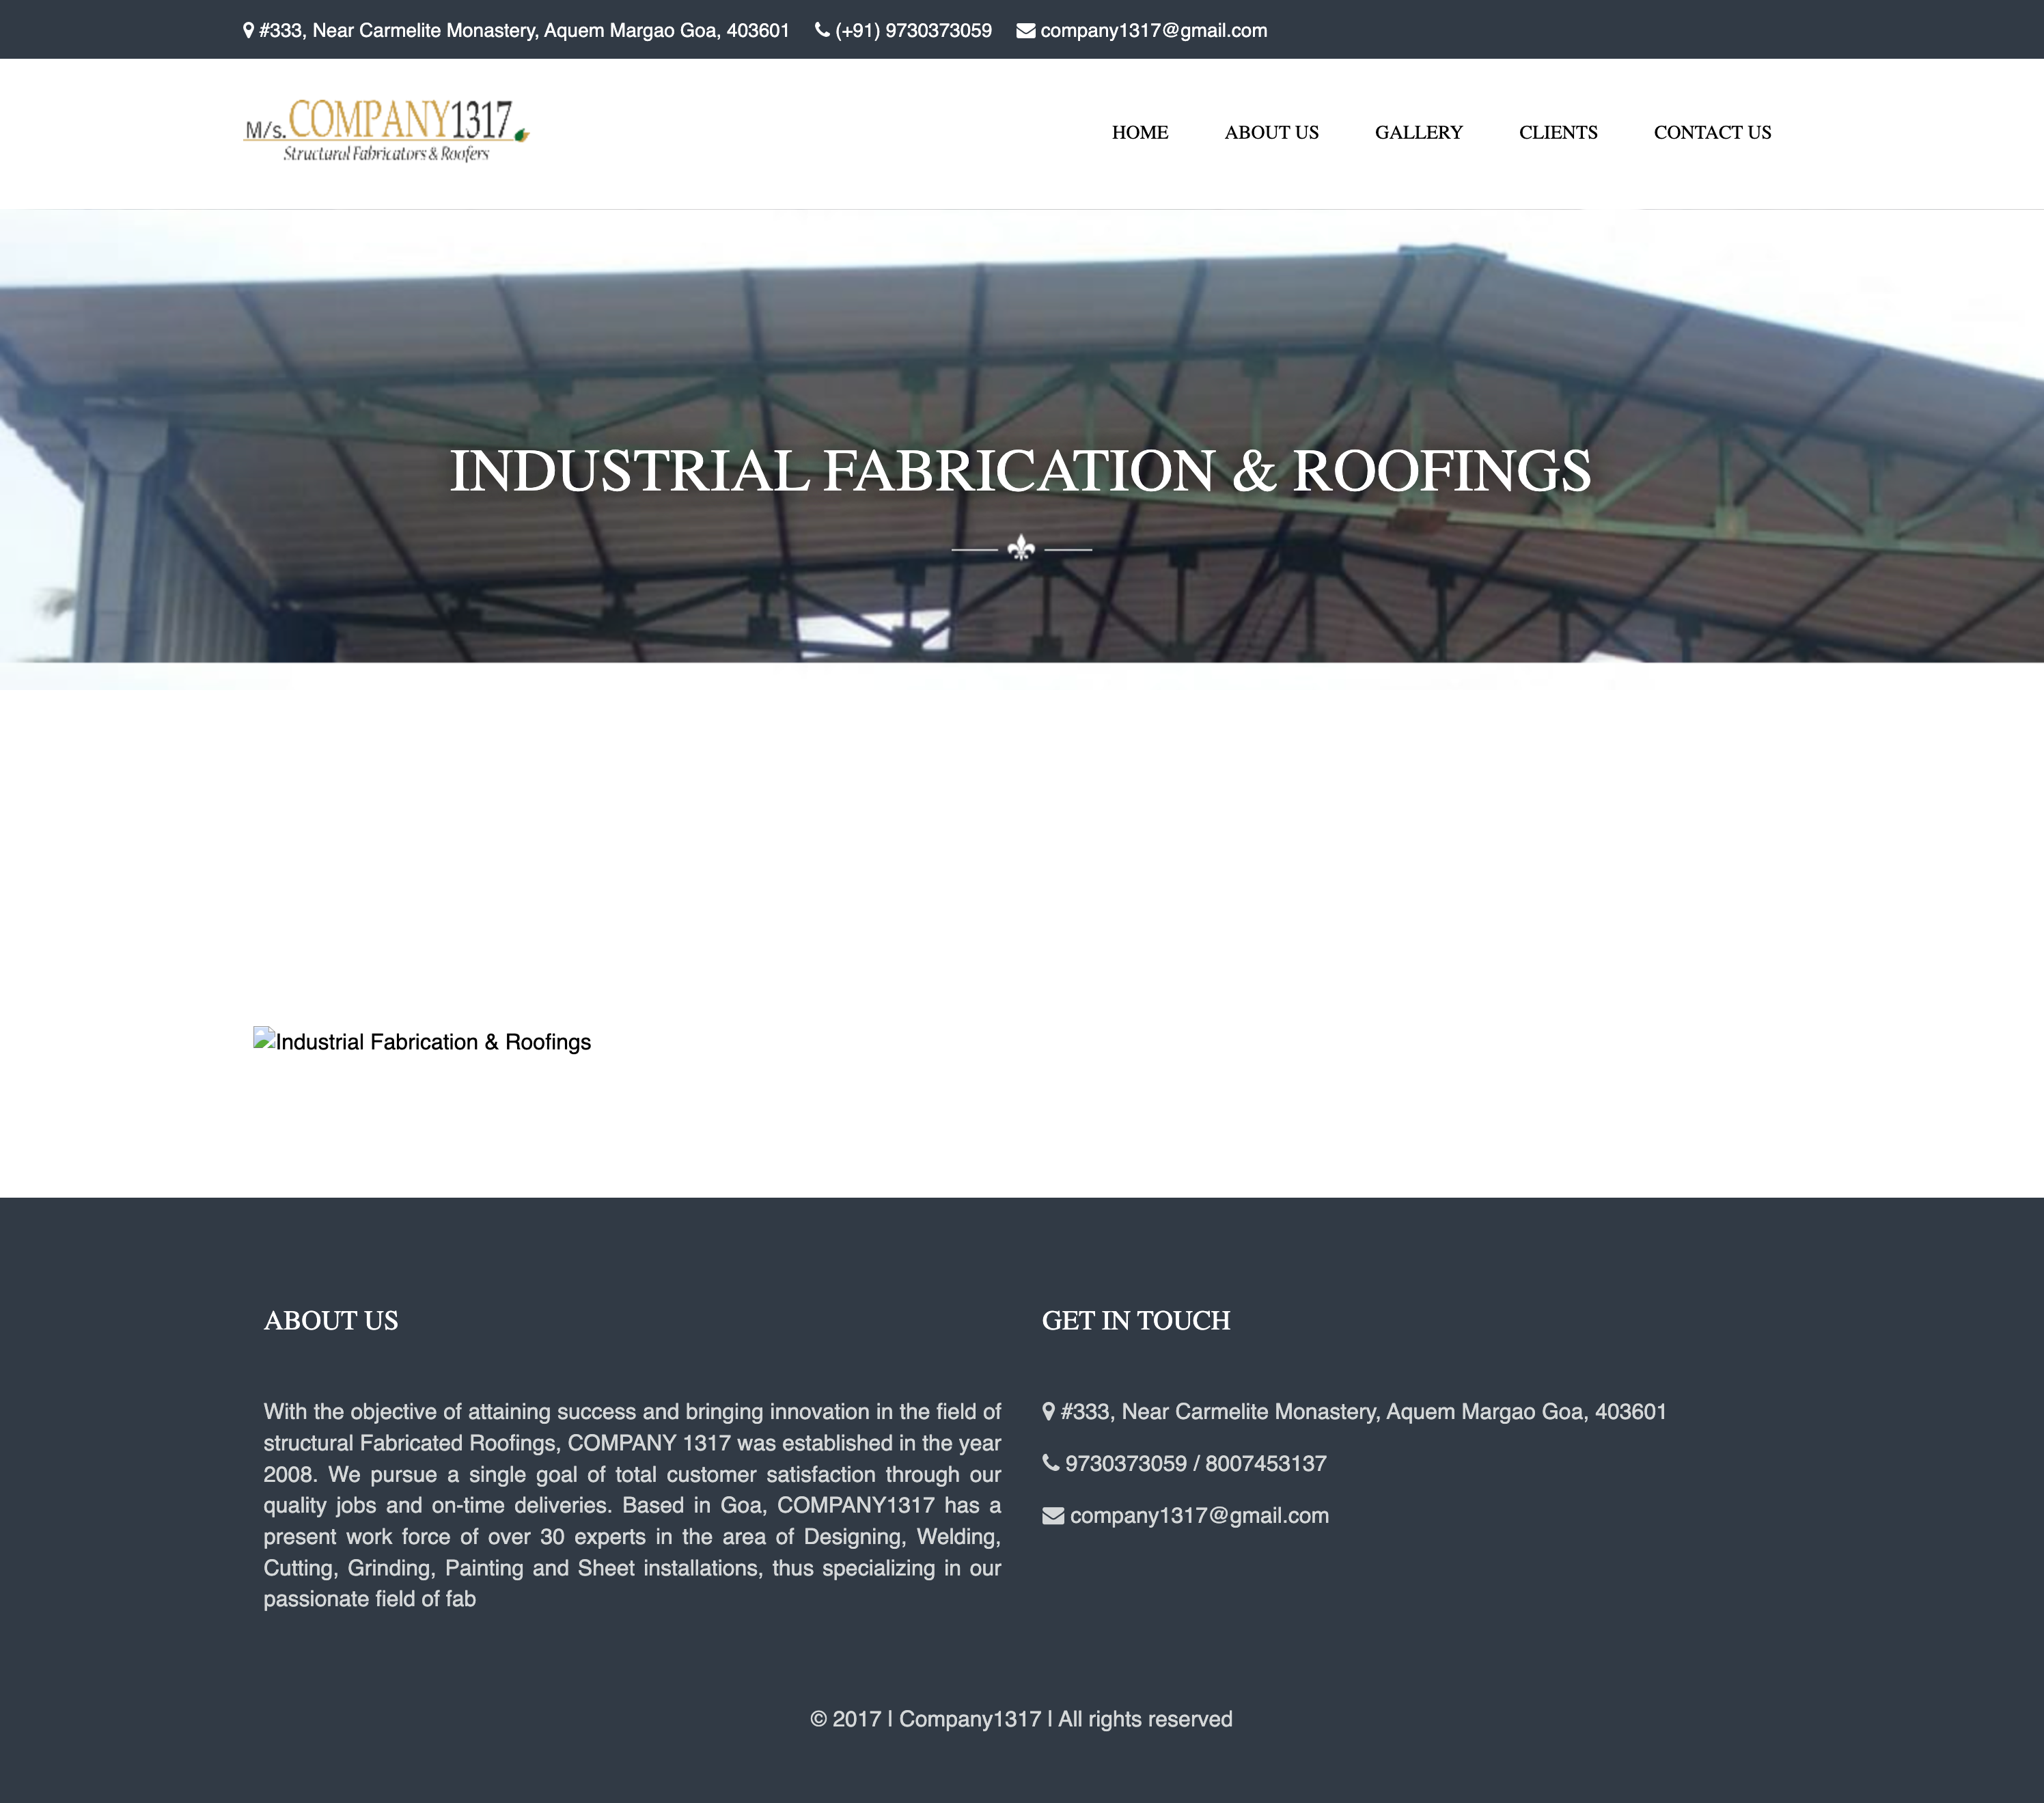 #333, Near Carmelite Monastery, Aquem Margao Goa, 403601 (+91) 9730373059 company1317@gmail.com
M/s. COMPANY1317
Structural Fabricators & Roofers
HOME ABOUT US GALLERY CLIENTS CONTACT US
INDUSTRIAL FABRICATION & ROOFINGS
Industrial Fabrication & Roofings
ABOUT US
With the objective of attaining success and bringing innovation in the field of
structural Fabricated Roofings, COMPANY 1317 was established in the year
2008. We pursue a single goal of total customer satisfaction through our
quality jobs and on-time deliveries. Based in Goa, COMPANY1317 has a
present work force of over 30 experts in the area of Designing, Welding,
Cutting, Grinding, Painting and Sheet installations, thus specializing in our
passionate field of fab
GET IN TOUCH
#333, Near Carmelite Monastery, Aquem Margao Goa, 403601
9730373059 / 8007453137
company1317@gmail.com
© 2017 | Company1317 | All rights reserved